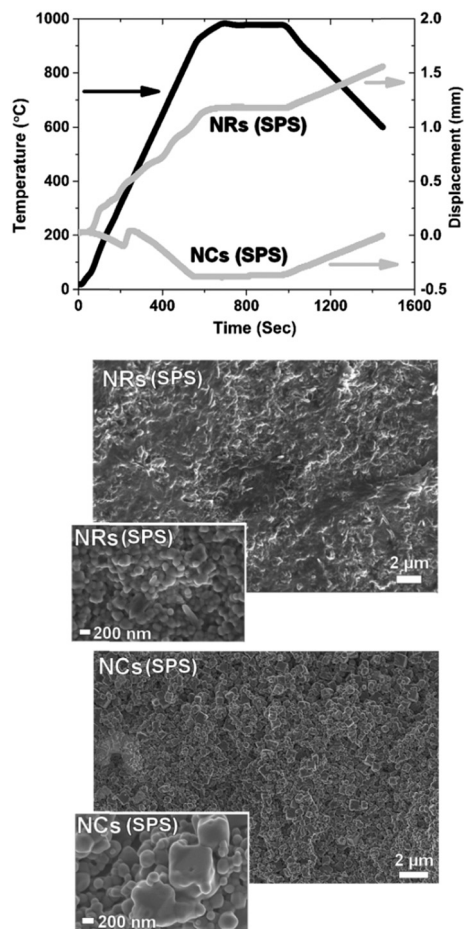 1000
800
600
400
200
0
Temperature (°C)
2.0
1.5
1.0
0.5
0.0
-0.5
Displacement (mm)
NRs (SPS)
NCs (SPS)
0 400 800 1200 1600
Time (Sec)
NRs (SPS)
2 µm
NRs (SPS)
200 nm
NCs (SPS)
2 µm
NCs (SPS)
200 nm